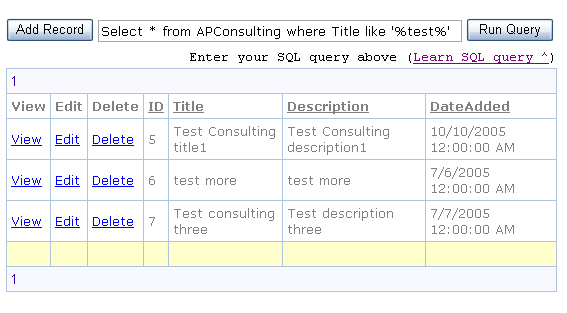 Add Record Select * from APConsulting where Title like '%test%' Run Query
Enter your SQL query above (Learn SQL query ^)
1
View Edit Delete ID Title Description DateAdded
View Edit Delete 5 Test Consulting title1 Test Consulting description1 10/10/2005 12:00:00 AM
View Edit Delete 6 test more test more 7/6/2005 12:00:00 AM
View Edit Delete 7 Test consulting three Test description three 7/7/2005 12:00:00 AM
1